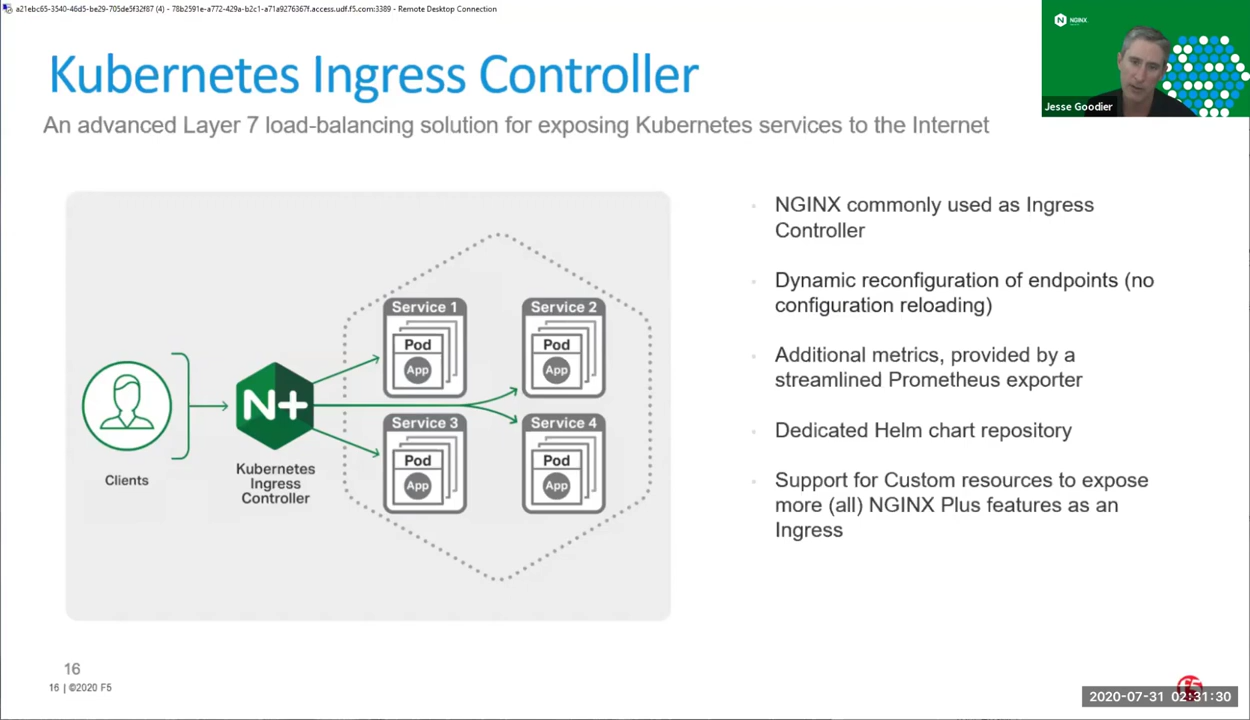 a21ebc65-3540-46d5-be29-705de5f32f87 (4) - 78b2591e-a772-429a-b2c1-a71a9276367f.access.udf.f5.com:3389 - Remote Desktop Connection
NGINX
Jesse Goodier
Kubernetes Ingress Controller
An advanced Layer 7 load-balancing solution for exposing Kubernetes services to the Internet
Clients
N+
Kubernetes
Ingress
Controller
Service 1
Pod
App
Service 2
Pod
App
Service 3
Pod
App
Service 4
Pod
App
NGINX commonly used as Ingress
Controller
Dynamic reconfiguration of endpoints (no
configuration reloading)
Additional metrics, provided by a
streamlined Prometheus exporter
Dedicated Helm chart repository
Support for Custom resources to expose
more (all) NGINX Plus features as an
Ingress
16
16 | ©2020 F5
2020-07-31 02:31:30